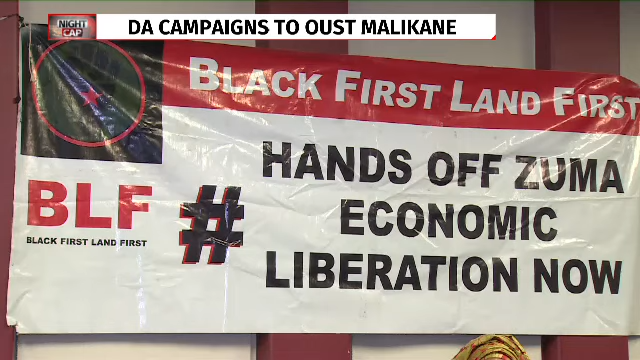 NIGHT
CAP
DA CAMPAIGNS TO OUST MALIKANE
BLACK FIRST LAND FIRST
HANDS OFF ZUMA
ECONOMIC
LIBERATION NOW
#
BLF
BLACK FIRST LAND FIRST